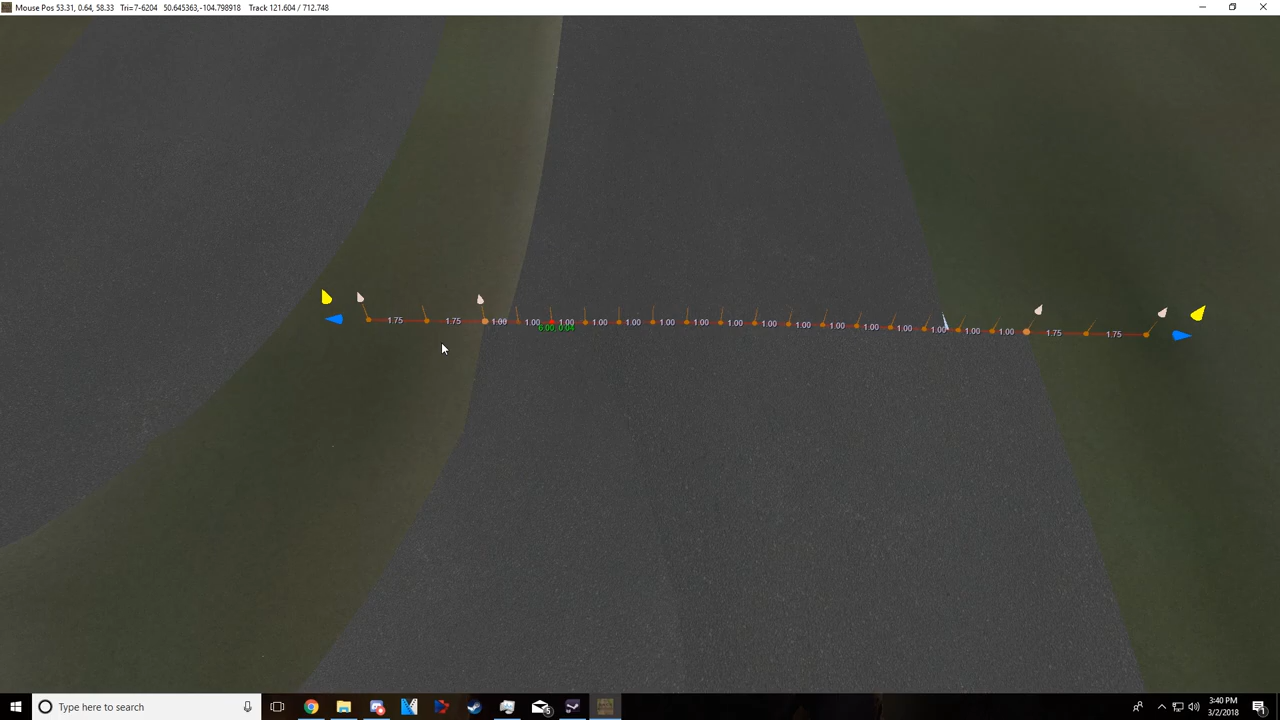 Mouse Pos 53.31, 0.64, 58.33 Tri=7-6204 50.645363,-104.798918 Track 121.604 / 712.748
1.75 1.75 1.00 1.00 1.00 1.00 1.00 1.00 1.00 1.00 1.00 1.00 1.00 1.00 1.00 1.00 1.00 1.00 1.75 1.75
6.00, 0.04
Type here to search
3:40 PM
3/2/2018